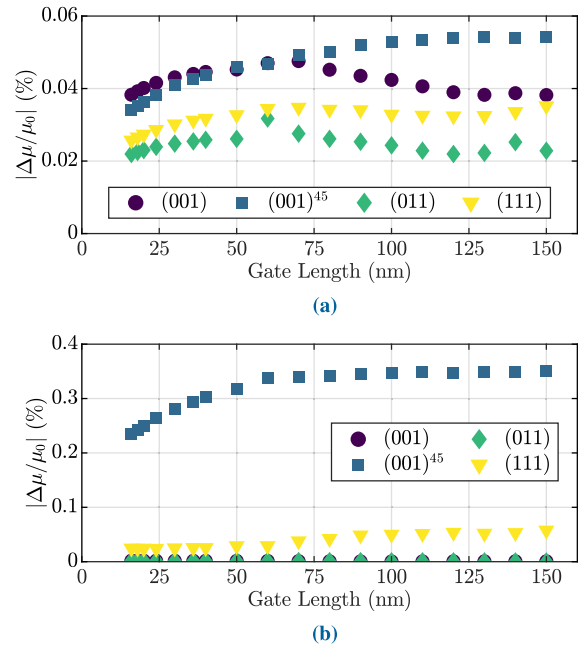 0.06
0.04
0.02
0
|Δμ/μ₀| (%)
(001) (001)⁴⁵ (011) (111)
0 25 50 75 100 125 150
Gate Length (nm)
(a)
0.4
0.3
0.2
0.1
0
|Δμ/μ₀| (%)
(001) (011)
(001)⁴⁵ (111)
0 25 50 75 100 125 150
Gate Length (nm)
(b)